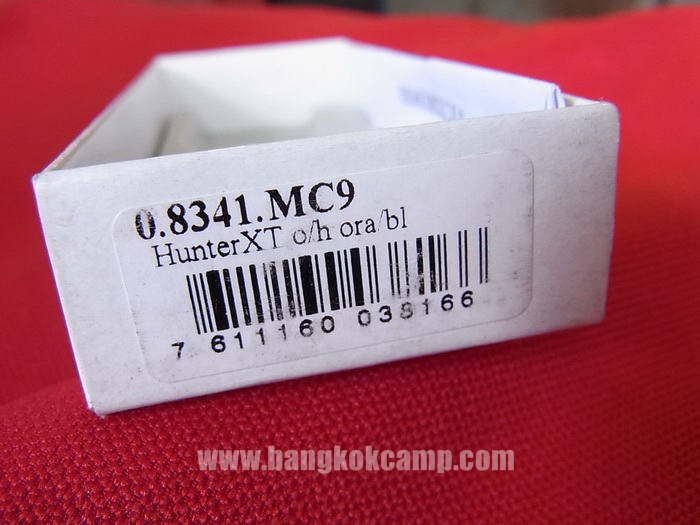 0.8341.MC9
HunterXT o/h ora/bl
7 611160 038166
www.bangkokcamp.com